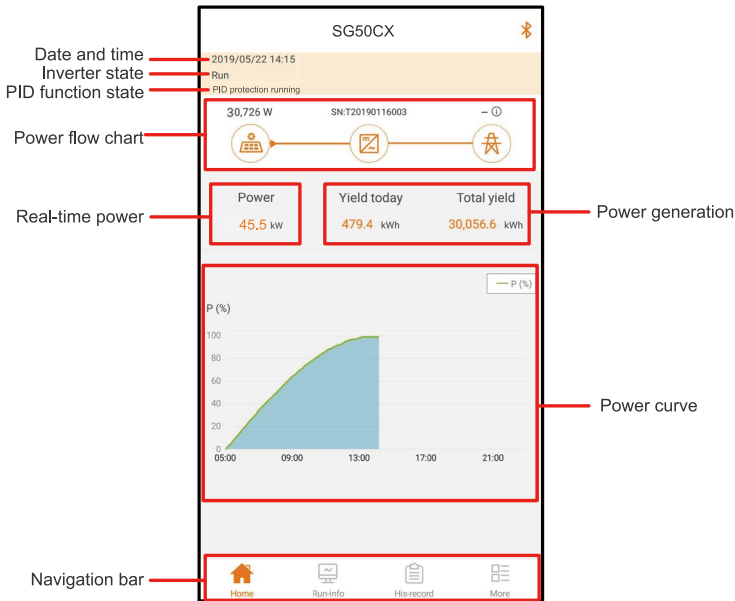 SG50CX
Date and time
2019/05/22 14:15
Inverter state
Run
PID function state
PID protection running
30,726 W
SN:T20190116003
--
Power flow chart
Power
Yield today
Total yield
Real-time power
45.5 kW
479.4 kWh
30,056.6 kWh
Power generation
P (%)
P (%)
100
80
60
40
20
0
05:00
09:00
13:00
17:00
21:00
Power curve
Navigation bar
Home
Run-info
His-record
More